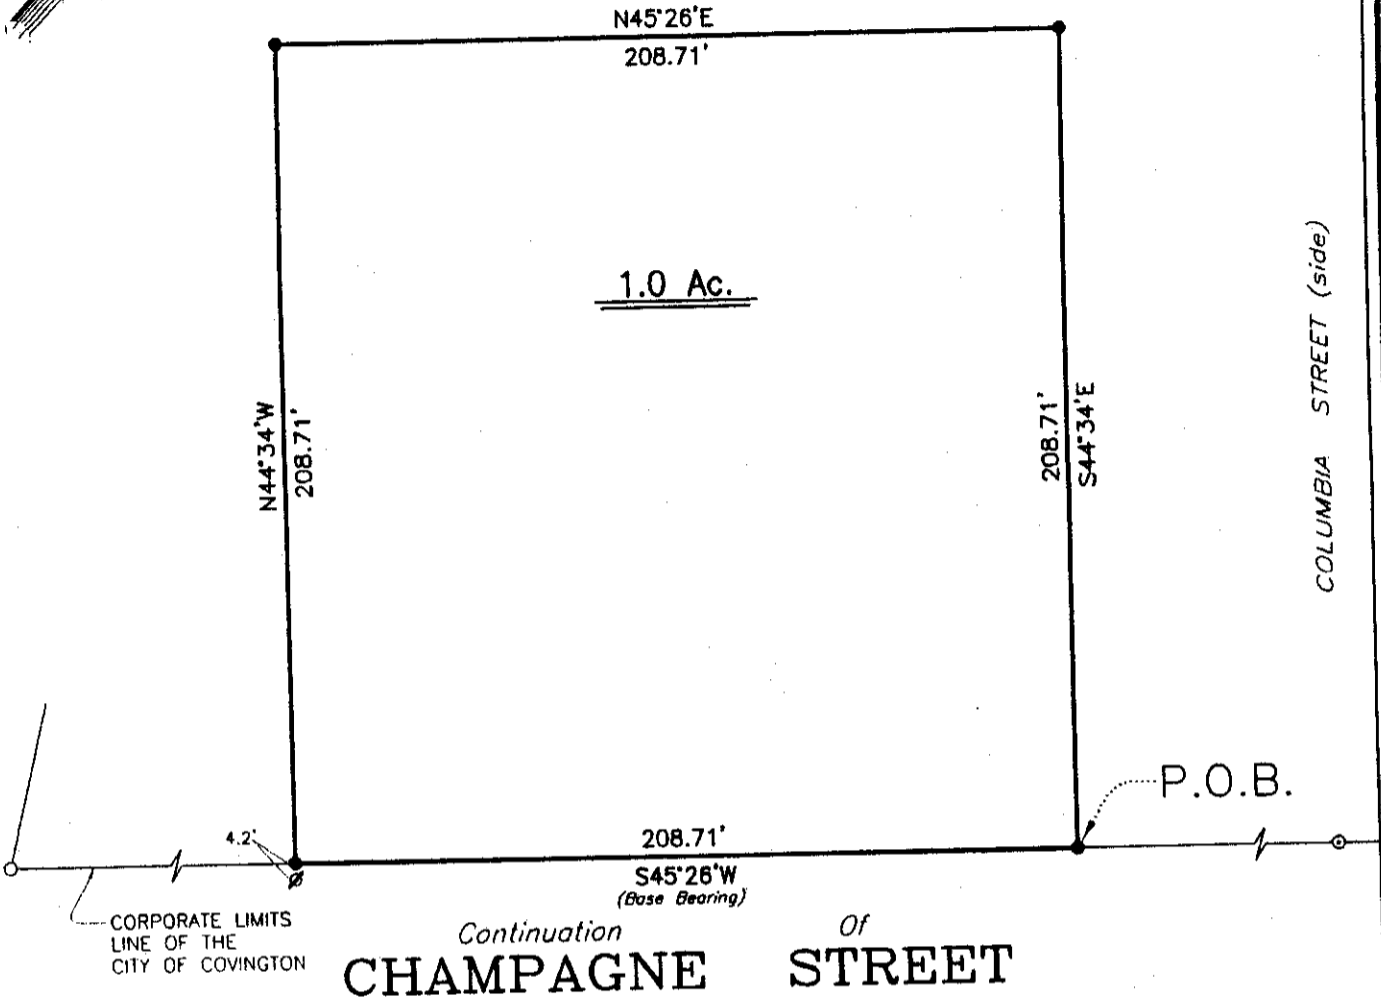 N45°26'E
208.71'
1.0 Ac.
N44°34'W
208.71'
208.71'
S44°34'E
COLUMBIA STREET (side)
P.O.B.
4.2'
208.71'
S45°26'W
(Base Bearing)
CORPORATE LIMITS
LINE OF THE
CITY OF COVINGTON
Continuation Of
CHAMPAGNE STREET